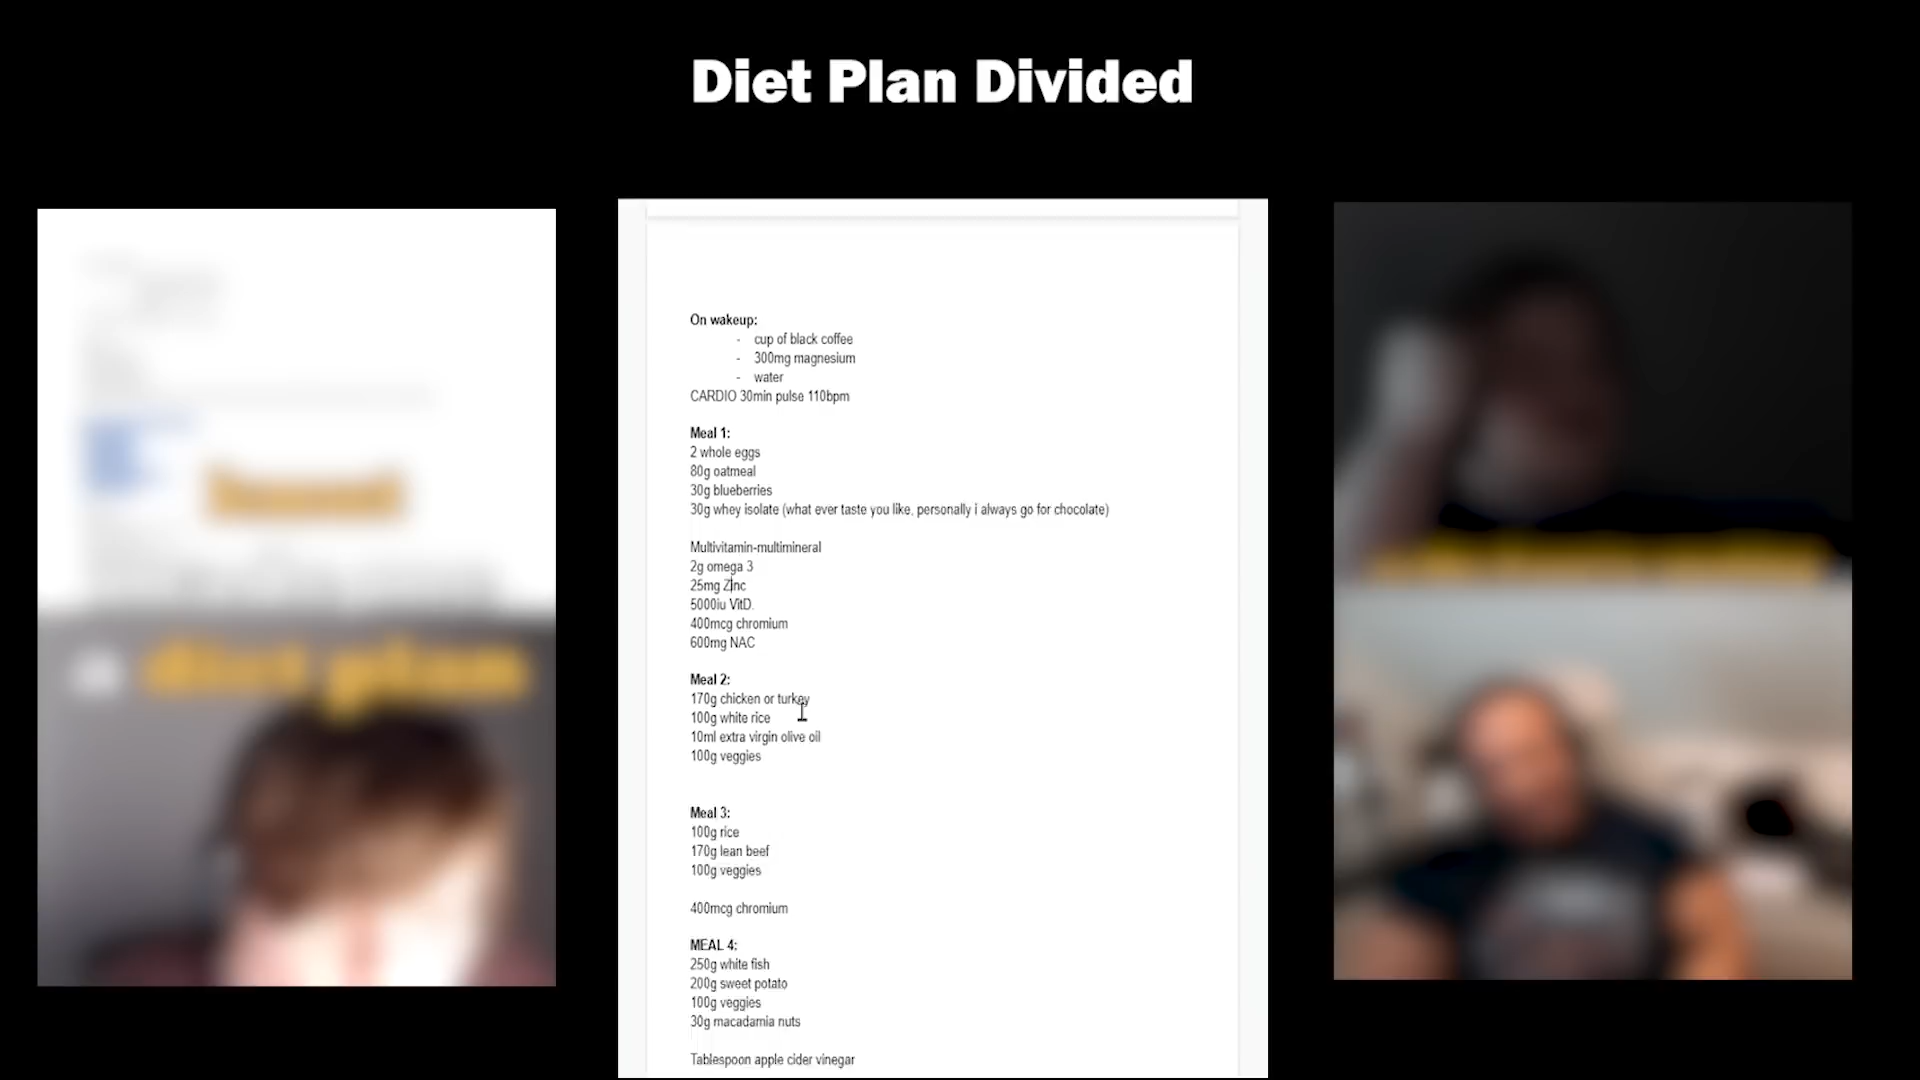 Diet Plan Divided
On wakeup:
- cup of black coffee
- 300mg magnesium
- water
CARDIO 30min pulse 110bpm
Meal 1:
2 whole eggs
80g oatmeal
30g blueberries
30g whey isolate (what ever taste you like, personally i always go for chocolate)
Multivitamin-multimineral
2g omega 3
25mg Zinc
5000iu VitD.
400mcg chromium
600mg NAC
Meal 2:
170g chicken or turkey
100g white rice
10ml extra virgin olive oil
100g veggies
Meal 3:
100g rice
170g lean beef
100g veggies
400mcg chromium
MEAL 4:
250g white fish
200g sweet potato
100g veggies
30g macadamia nuts
Tablespoon apple cider vinegar
diet plan